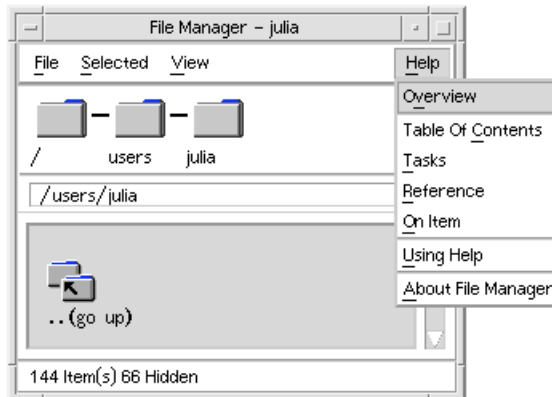 File Manager – julia
File Selected View Help
/ users julia
/users/julia
..(go up)
144 Item(s) 66 Hidden
Overview
Table Of Contents
Tasks
Reference
On Item
Using Help
About File Manager